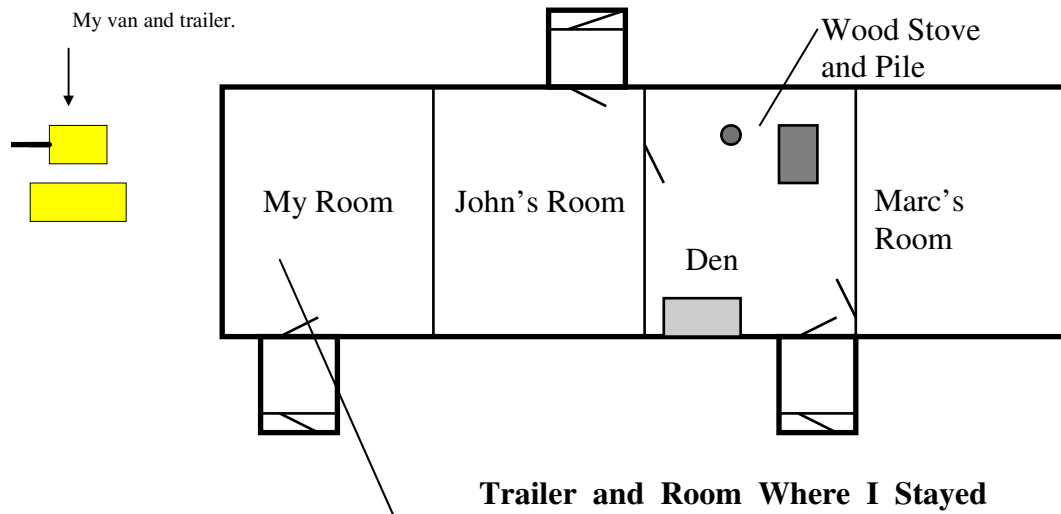 My van and trailer.
Wood Stove
and Pile
My Room
John's Room
Marc's
Room
Den
Trailer and Room Where I Stayed